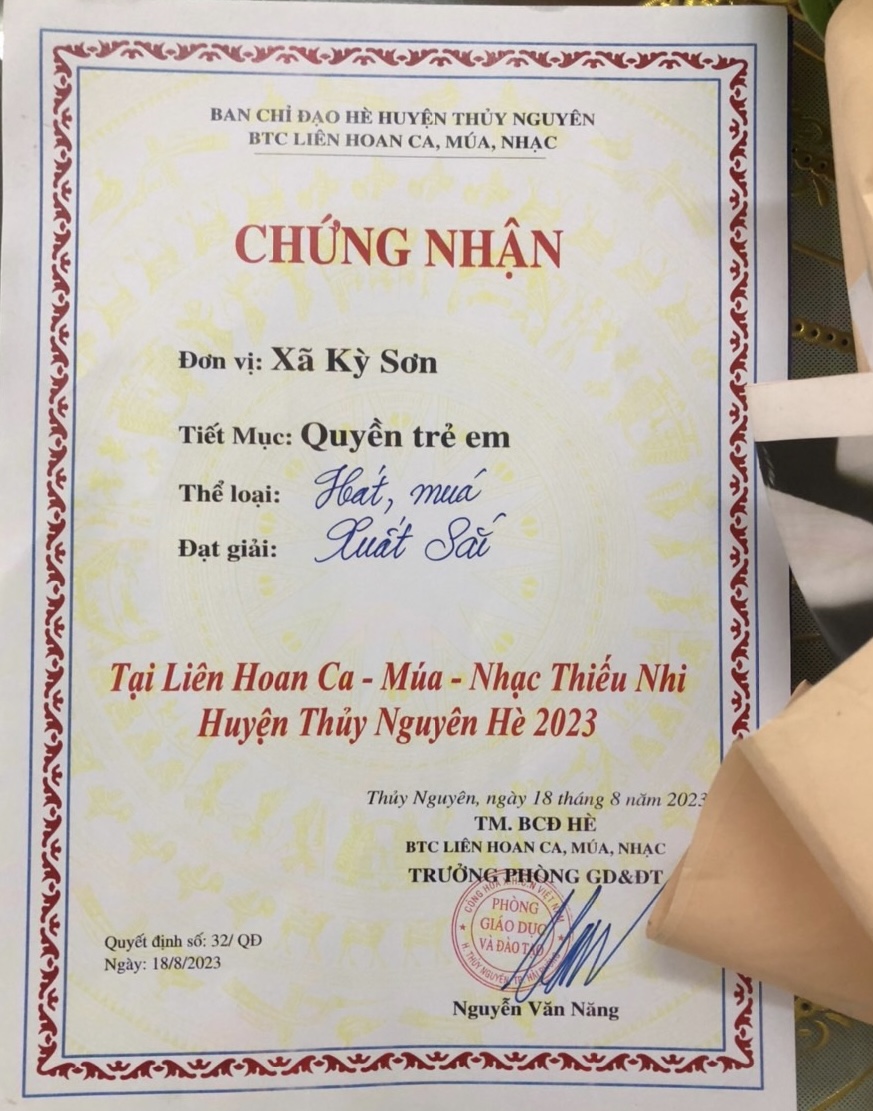 BAN CHỈ ĐẠO HÈ HUYỆN THỦY NGUYÊN
BTC LIÊN HOAN CA, MÚA, NHẠC
CHỨNG NHẬN
Đơn vị: Xã Kỳ Sơn
Tiết Mục: Quyền trẻ em
Thể loại: Hát, muá
Đạt giải: Xuất Sắ
Tại Liên Hoan Ca - Múa - Nhạc Thiếu Nhi
Huyện Thủy Nguyên Hè 2023
Thủy Nguyên, ngày 18 tháng 8 năm 2023
TM. BCĐ HÈ
BTC LIÊN HOAN CA, MÚA, NHẠC
TRƯỞNG PHÒNG GD&ĐT
PHÒNG
GIÁO DỤC
VÀ ĐÀO TẠO
Quyết định số: 32/ QĐ
Ngày: 18/8/2023
Nguyễn Văn Năng